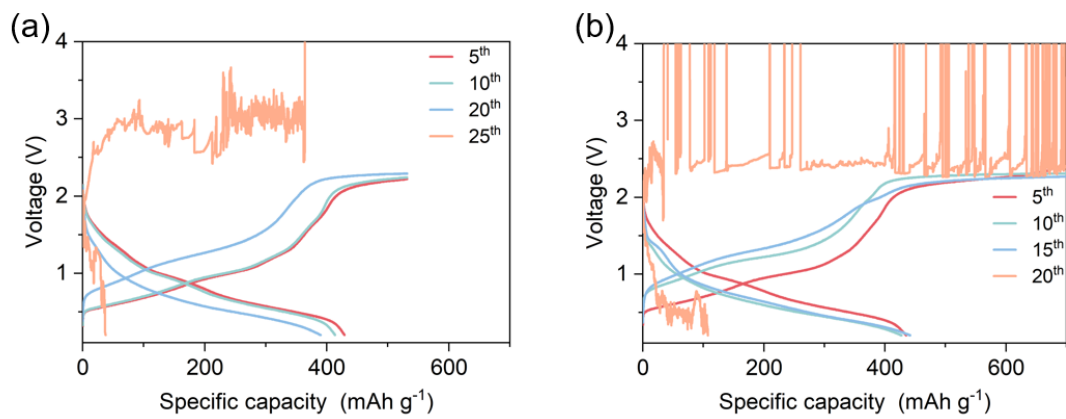 (a)
4
3
2
1
Voltage (V)
5th
10th
20th
25th
0
200
400
600
Specific capacity (mAh g-1)
(b)
4
3
2
1
Voltage (V)
5th
10th
15th
20th
0
200
400
600
Specific capacity (mAh g-1)